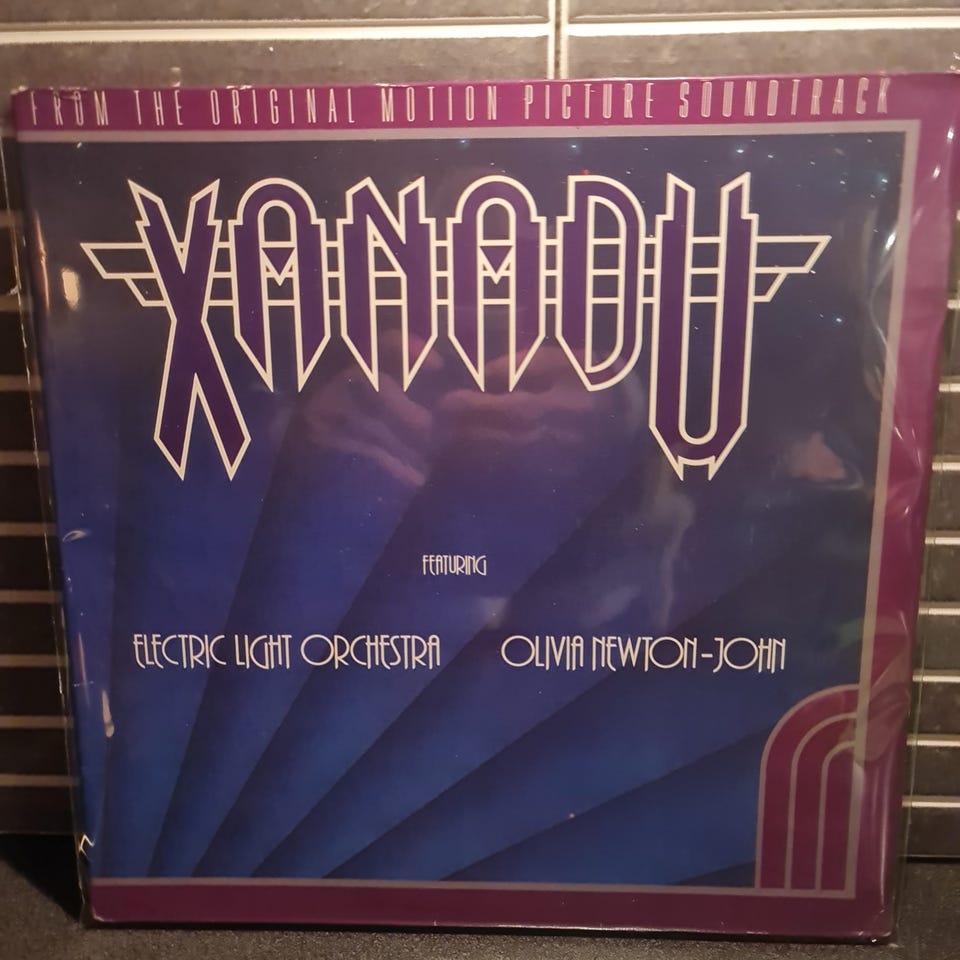 FROM THE ORIGINAL MOTION PICTURE SOUNDTRACK
XANADU
FEATURING
ELECTRIC LIGHT ORCHESTRA OLIVIA NEWTON-JOHN